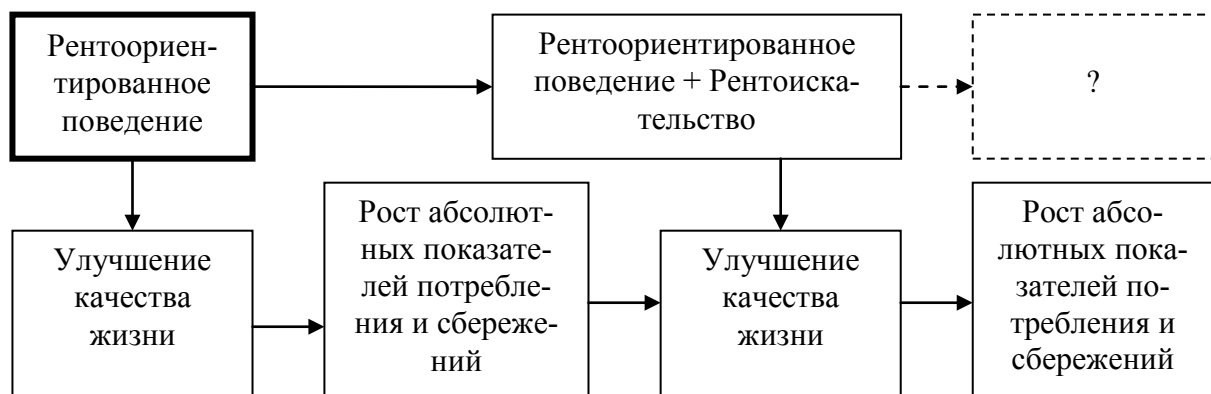 Рентоориен-
тированное
поведение
Рентоориентированное
поведение + Рентоиска-
тельство
?
Улучшение
качества
жизни
Рост абсолют-
ных показате-
лей потребле-
ния и сбереже-
ний
Улучшение
качества
жизни
Рост абсо-
лютных пока-
зателей по-
требления и
сбережений